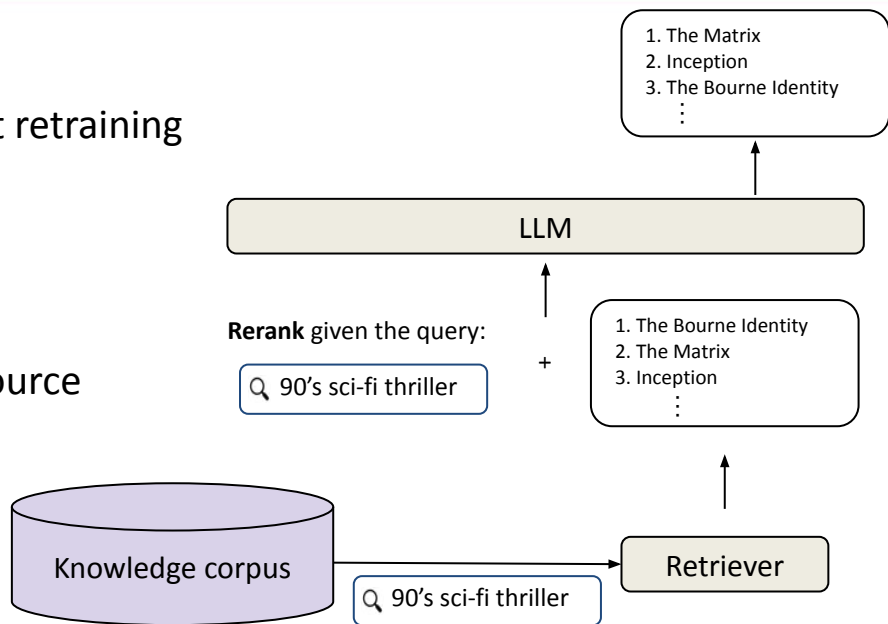 1. The Matrix
2. Inception
3. The Bourne Identity
⋮
t retraining
LLM
Rerank given the query:
1. The Bourne Identity
2. The Matrix
3. Inception
⋮
+
90’s sci-fi thriller
ource
Knowledge corpus
Retriever
90’s sci-fi thriller